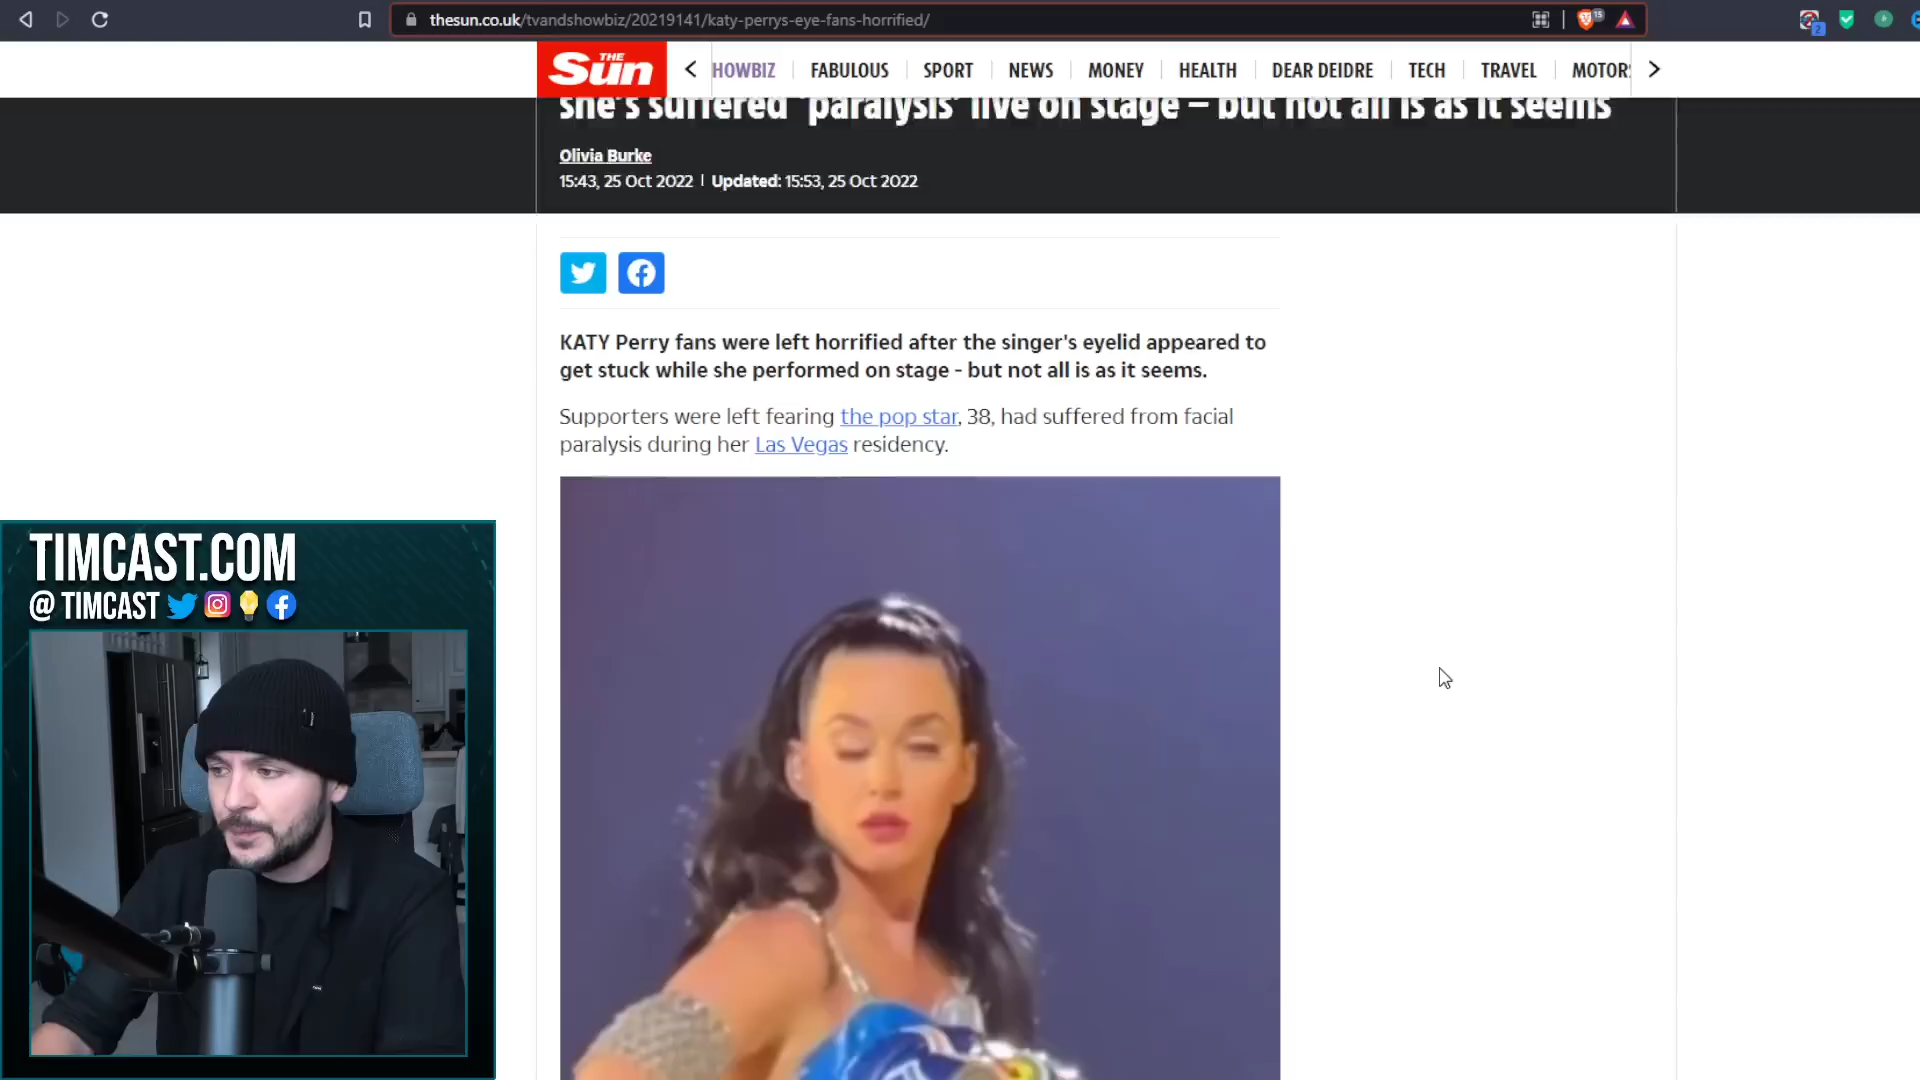 thesun.co.uk/tvandshowbiz/20219141/katy-perrys-eye-fans-horrified/
15
2
THE
Sun
HOWBIZ
FABULOUS
SPORT
NEWS
MONEY
HEALTH
DEAR DEIDRE
TECH
TRAVEL
MOTORS
she's suffered 'paralysis' live on stage – but not all is as it seems
Olivia Burke
15:43, 25 Oct 2022 | Updated: 15:53, 25 Oct 2022
KATY Perry fans were left horrified after the singer's eyelid appeared to
get stuck while she performed on stage - but not all is as it seems.
Supporters were left fearing the pop star, 38, had suffered from facial
paralysis during her Las Vegas residency.
TIMCAST.COM
@ TIMCAST